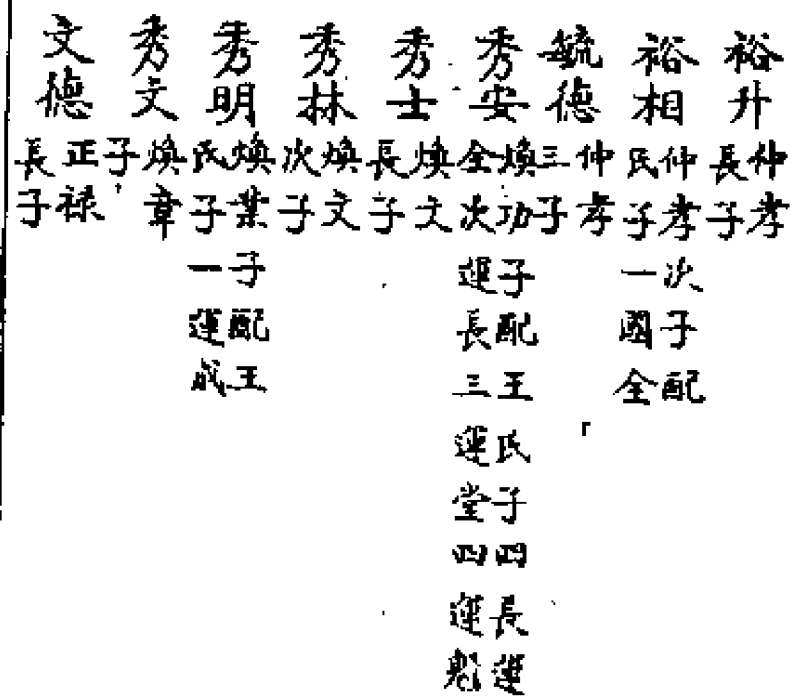 裕升 仲孝長子
裕相 仲孝次子配氏子一國全
毓德 仲孝三子
秀安 煥功子配王氏子四長運全次運長三運堂四運魁
秀士 煥文長子
秀林 煥文次子
秀明 煥業子配王氏子一運成
秀文 煥章子
文德 正禄長子